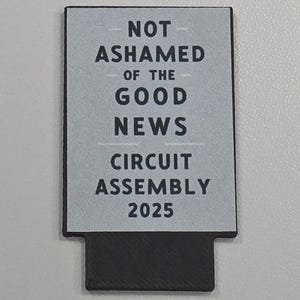 NOT
ASHAMED
OF THE
GOOD
NEWS
CIRCUIT
ASSEMBLY
2025